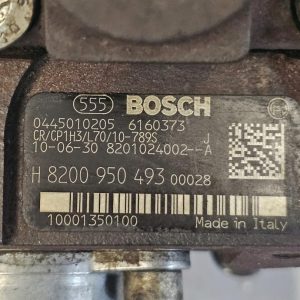 555 BOSCH
0445010205 6160373
CR/CP1H3/L70/10-789S J
10-06-30 8201024002--A
H 8200 950 493 00028
10001350100 Made in Italy